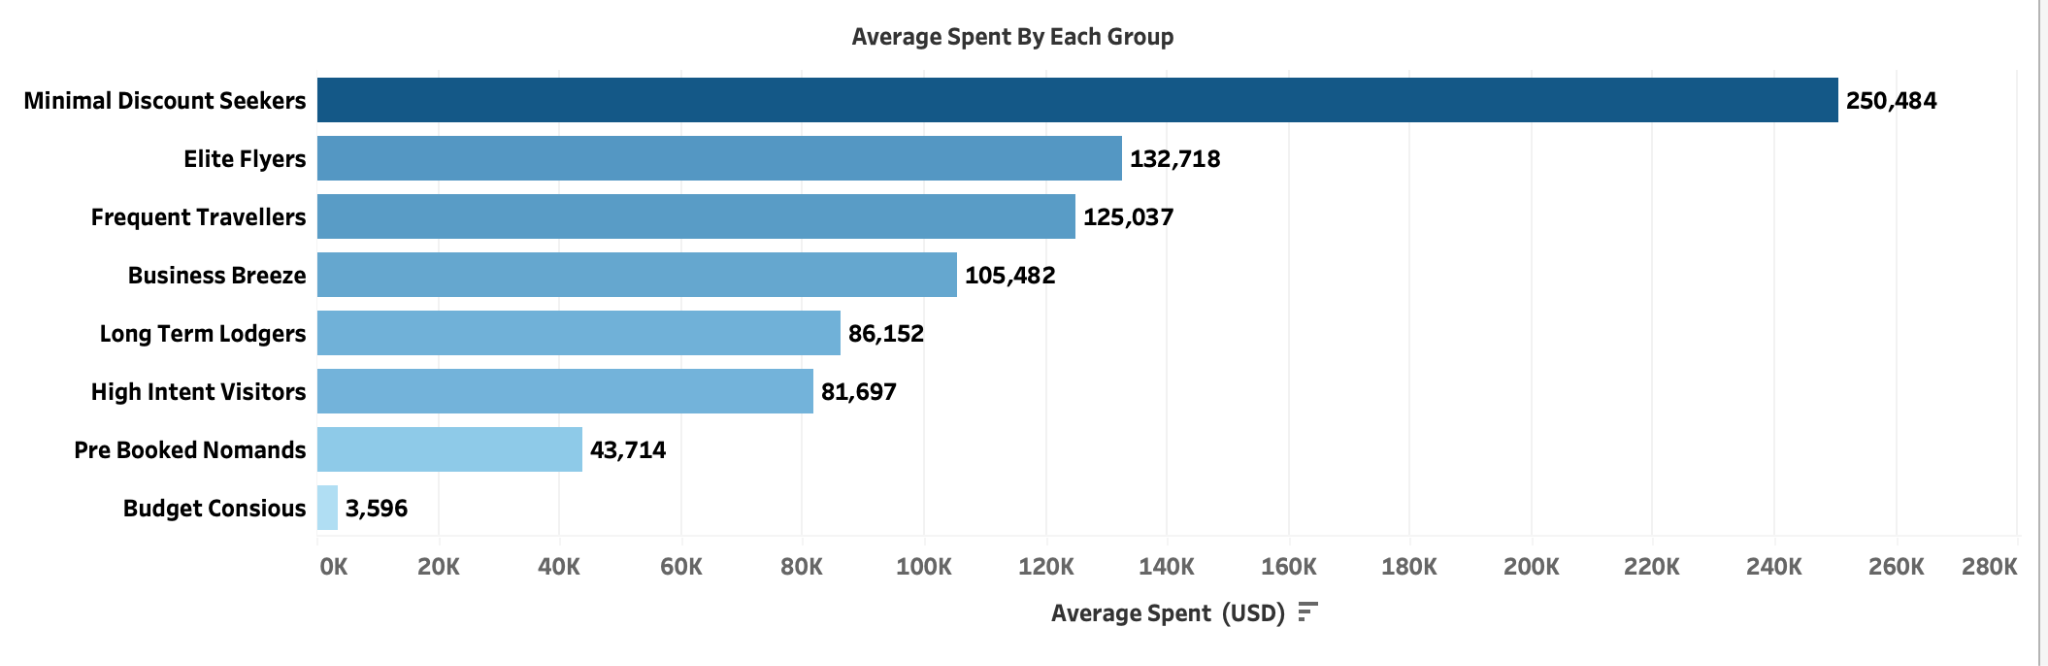 Average Spent By Each Group
Minimal Discount Seekers 250,484
Elite Flyers 132,718
Frequent Travellers 125,037
Business Breeze 105,482
Long Term Lodgers 86,152
High Intent Visitors 81,697
Pre Booked Nomands 43,714
Budget Consious 3,596
0K 20K 40K 60K 80K 100K 120K 140K 160K 180K 200K 220K 240K 260K 280K
Average Spent (USD)